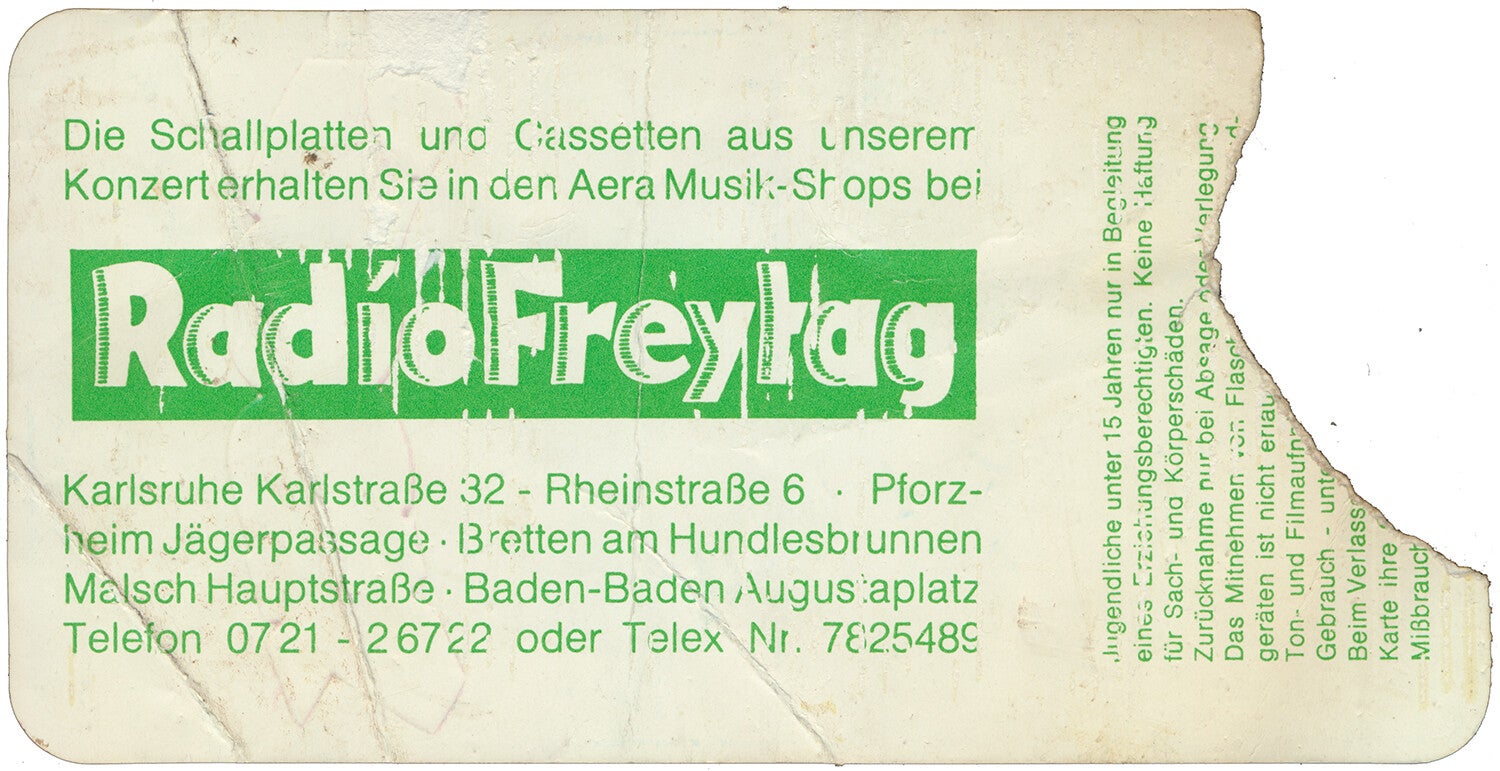 Die Schallplatten und Cassetten aus unserem
Konzert erhalten Sie in den Aera Musik-Shops bei
Radio Freytag
Karlsruhe Karlstraße 32 - Rheinstraße 6 · Pforz-
heim Jägerpassage · Bretten am Hundlesbrunnen
Malsch Hauptstraße · Baden-Baden Augustaplatz
Telefon 0721 - 26722 oder Telex Nr. 7825489
Jugendliche unter 15 Jahren nur in Begleitung
eines Erziehungsberechtigten. Keine Haftung
für Sach- und Körperschäden.
Zurücknahme nur bei Absage oder Verlegung
Das Mitnehmen von
geräten ist nicht
Ton- und
Gebrauch -
Beim
Karte ihre
Mißbrauch